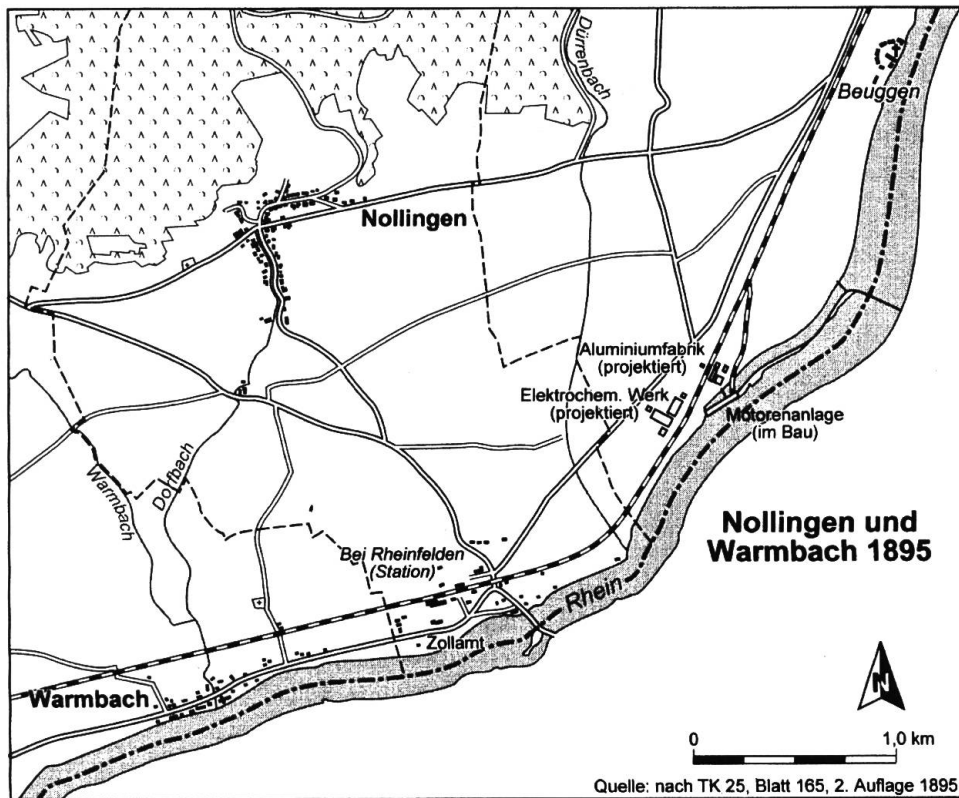 Dürrenbach
Beuggen
Nollingen
Aluminiumfabrik
(projektiert)
Elektrochem. Werk
(projektiert)
Motorenanlage
(im Bau)
Warmbach
Dorfbach
Nollingen und
Warmbach 1895
Bei Rheinfelden
(Station)
Rhein
Zollamt
Warmbach
N
0 1,0 km
Quelle: nach TK 25, Blatt 165, 2. Auflage 1895